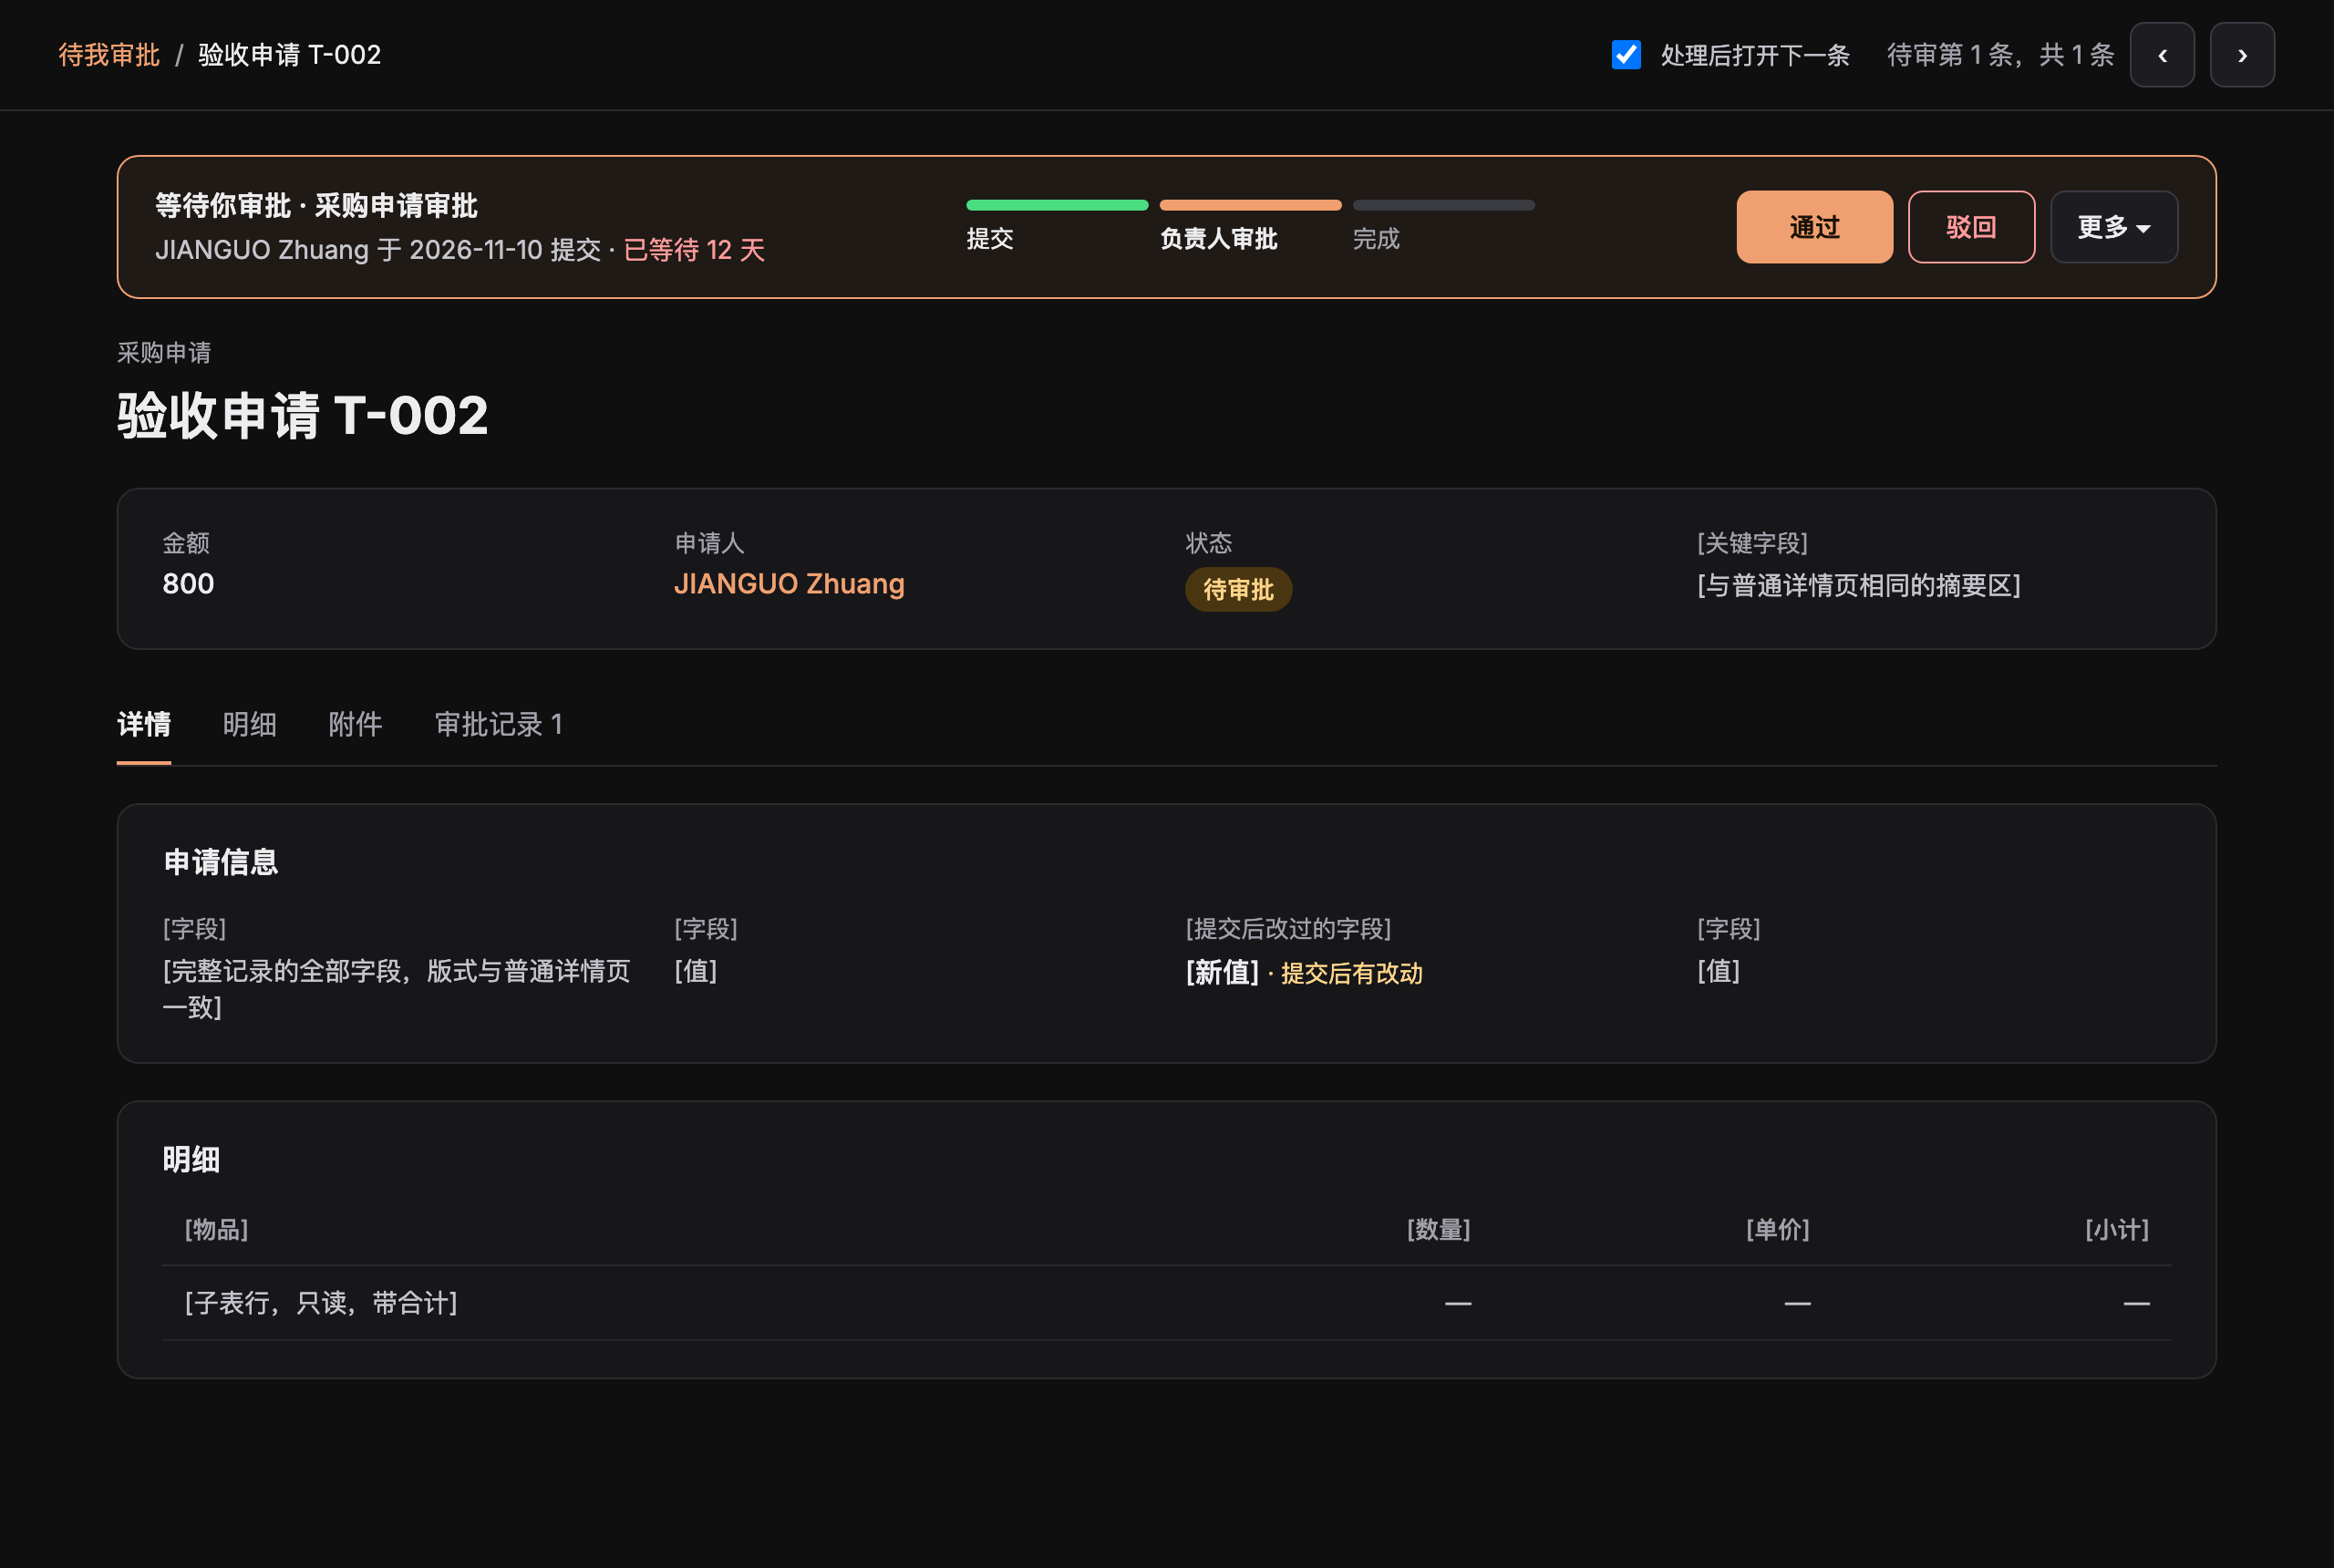 待我审批 / 验收申请 T-002
处理后打开下一条 待审第 1 条，共 1 条 ‹ ›
等待你审批 · 采购申请审批
JIANGUO Zhuang 于 2026-11-10 提交 · 已等待 12 天
提交 负责人审批 完成
通过 驳回 更多
采购申请
验收申请 T-002
金额 申请人 状态 [关键字段]
800 JIANGUO Zhuang 待审批 [与普通详情页相同的摘要区]
详情 明细 附件 审批记录 1
申请信息
[字段] [字段] [提交后改过的字段] [字段]
[完整记录的全部字段，版式与普通详情页 [值] [新值] · 提交后有改动 [值]
一致]
明细
[物品] [数量] [单价] [小计]
[子表行，只读，带合计] — — —